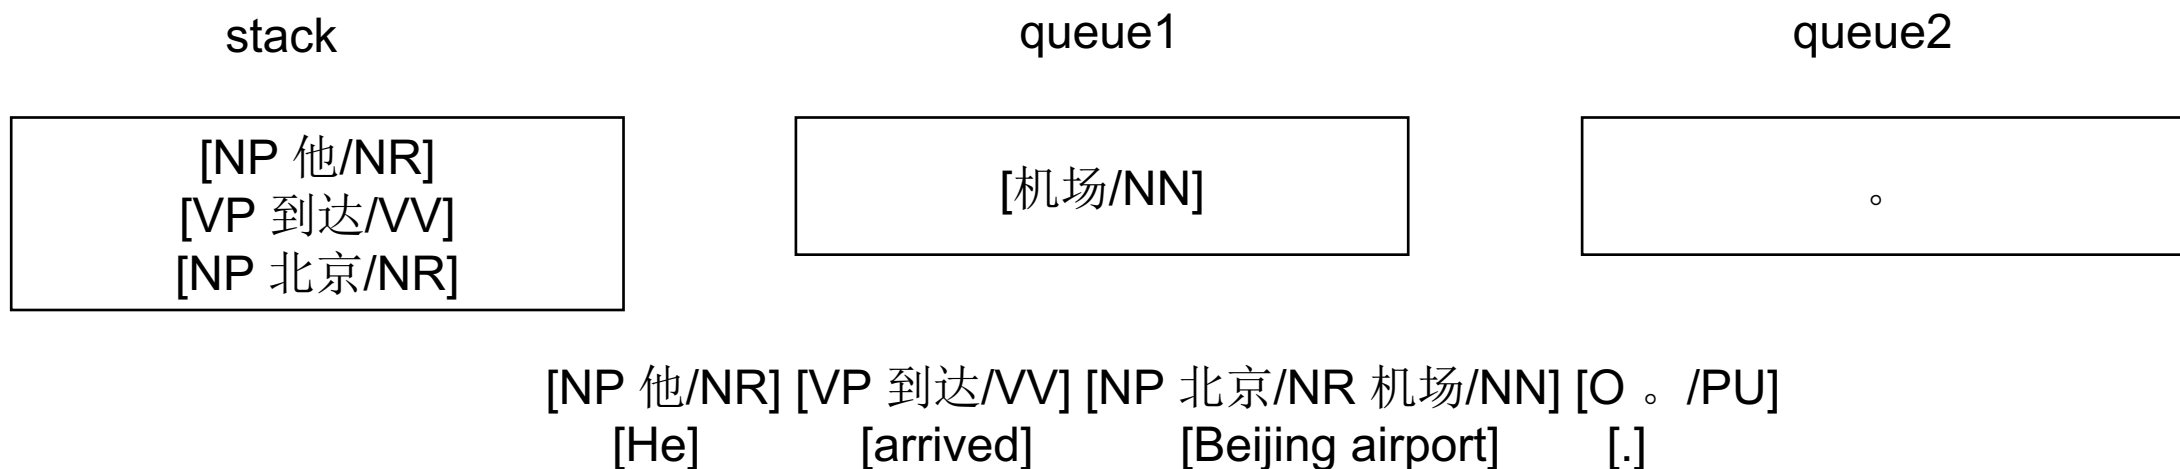 stack queue1 queue2
[NP 他/NR]
[VP 到达/VV]
[NP 北京/NR]
[机场/NN]
。
[NP 他/NR] [VP 到达/VV] [NP 北京/NR 机场/NN] [O 。/PU]
[He] [arrived] [Beijing airport] [.]